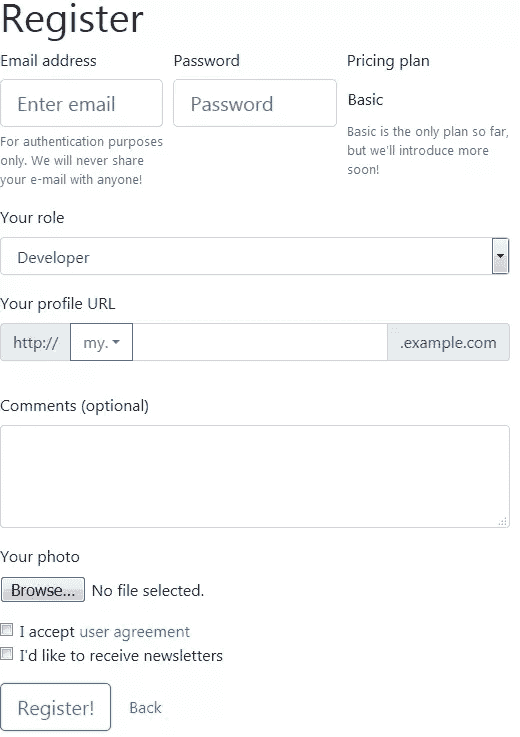 Register
Email address Password Pricing plan
Enter email Password Basic
For authentication purposes
only. We will never share
your e-mail with anyone!
Basic is the only plan so far,
but we'll introduce more
soon!
Your role
Developer
Your profile URL
http:// my. .example.com
Comments (optional)
Your photo
Browse... No file selected.
I accept user agreement
I'd like to receive newsletters
Register! Back